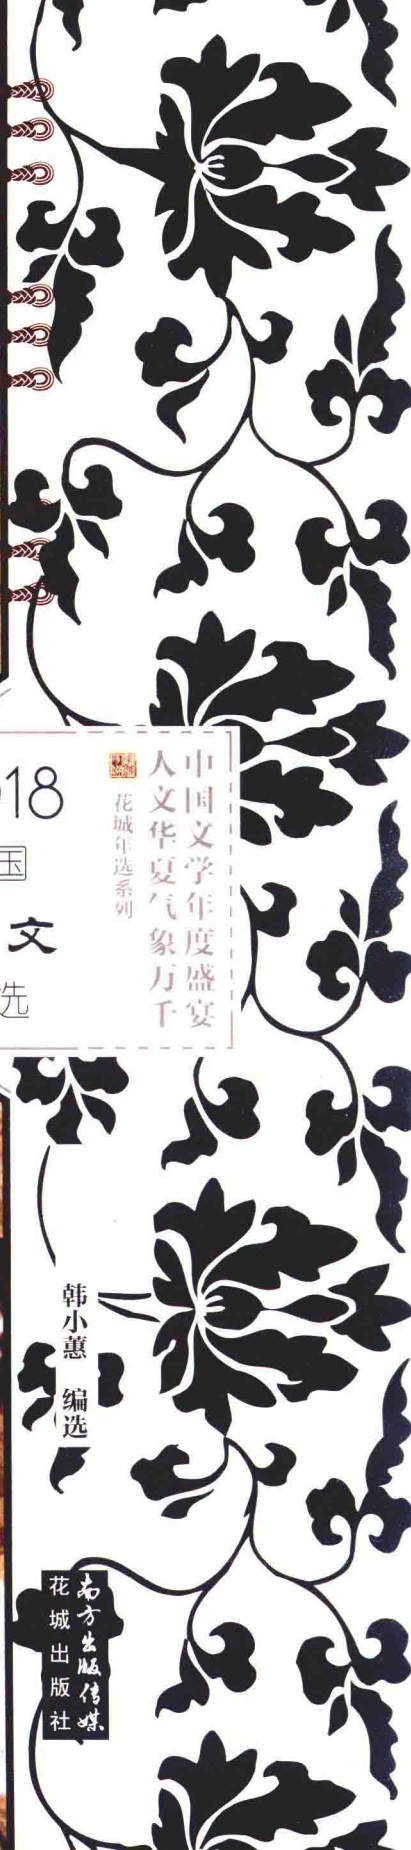 中国文学年度盛宴
人文华夏气象万千
花城年选系列
18
国
文
选
韩小蕙 编选
南方出版传媒
花城出版社